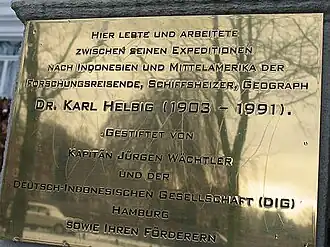 Hier lebte und arbeitete
zwischen seinen Expeditionen
nach Indonesien und Mittelamerika der
Forschungsreisende, Schiffsheizer, Geograph
Dr. Karl Helbig (1903 – 1991).
Gestiftet von
Kapitän Jürgen Wächtler
und der
Deutsch-Indonesischen Gesellschaft (DIG)
Hamburg
sowie ihren Förderern